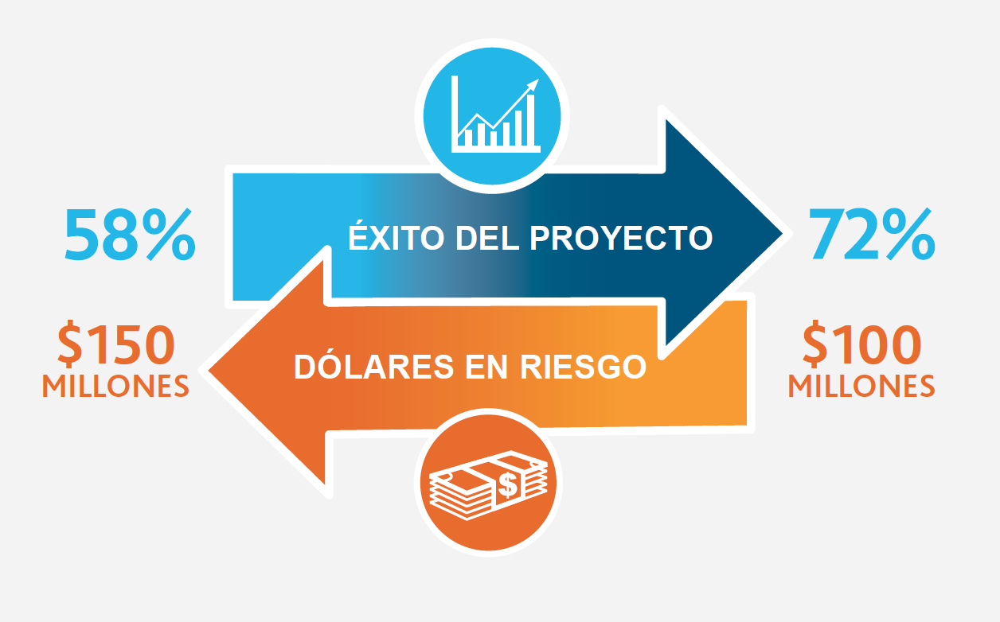 58%
ÉXITO DEL PROYECTO
72%
$150
MILLONES
DÓLARES EN RIESGO
$100
MILLONES
$